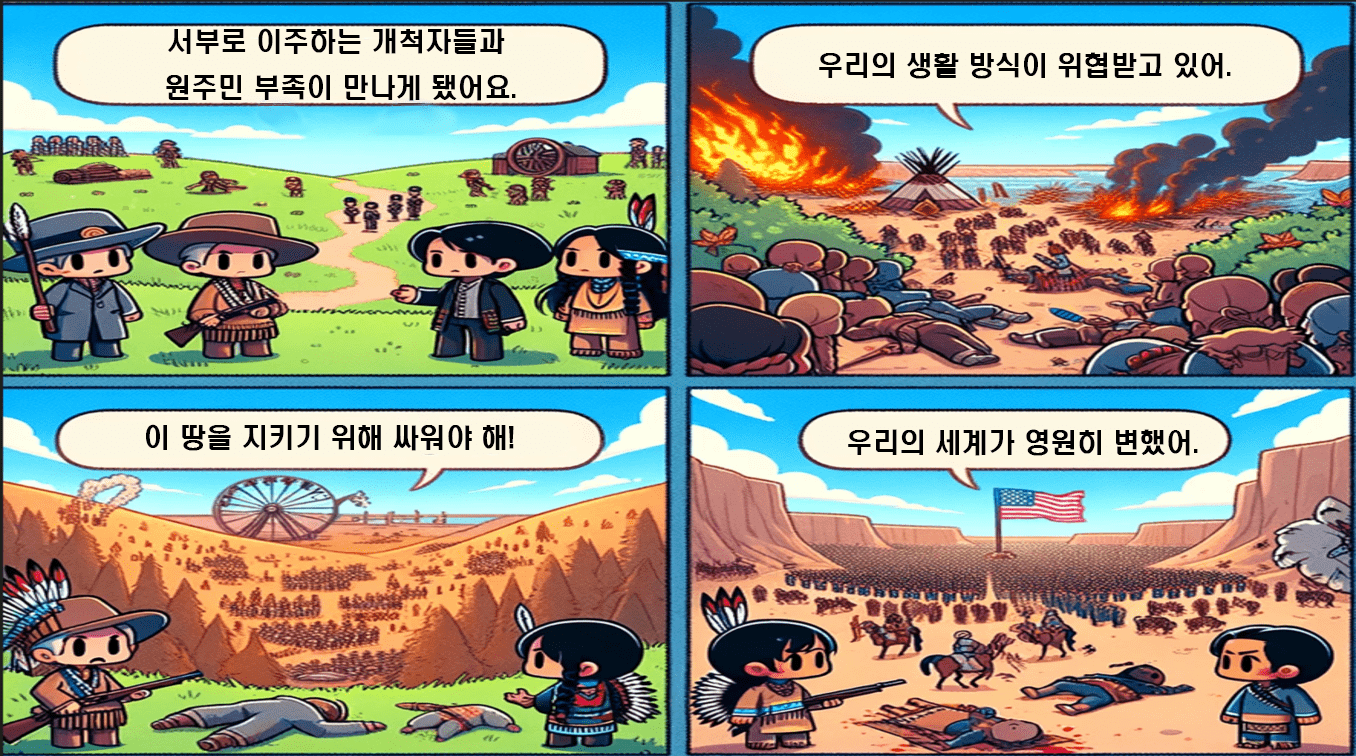 서부로 이주하는 개척자들과
원주민 부족이 만나게 됐어요.
우리의 생활 방식이 위협받고 있어.
이 땅을 지키기 위해 싸워야 해!
우리의 세계가 영원히 변했어.